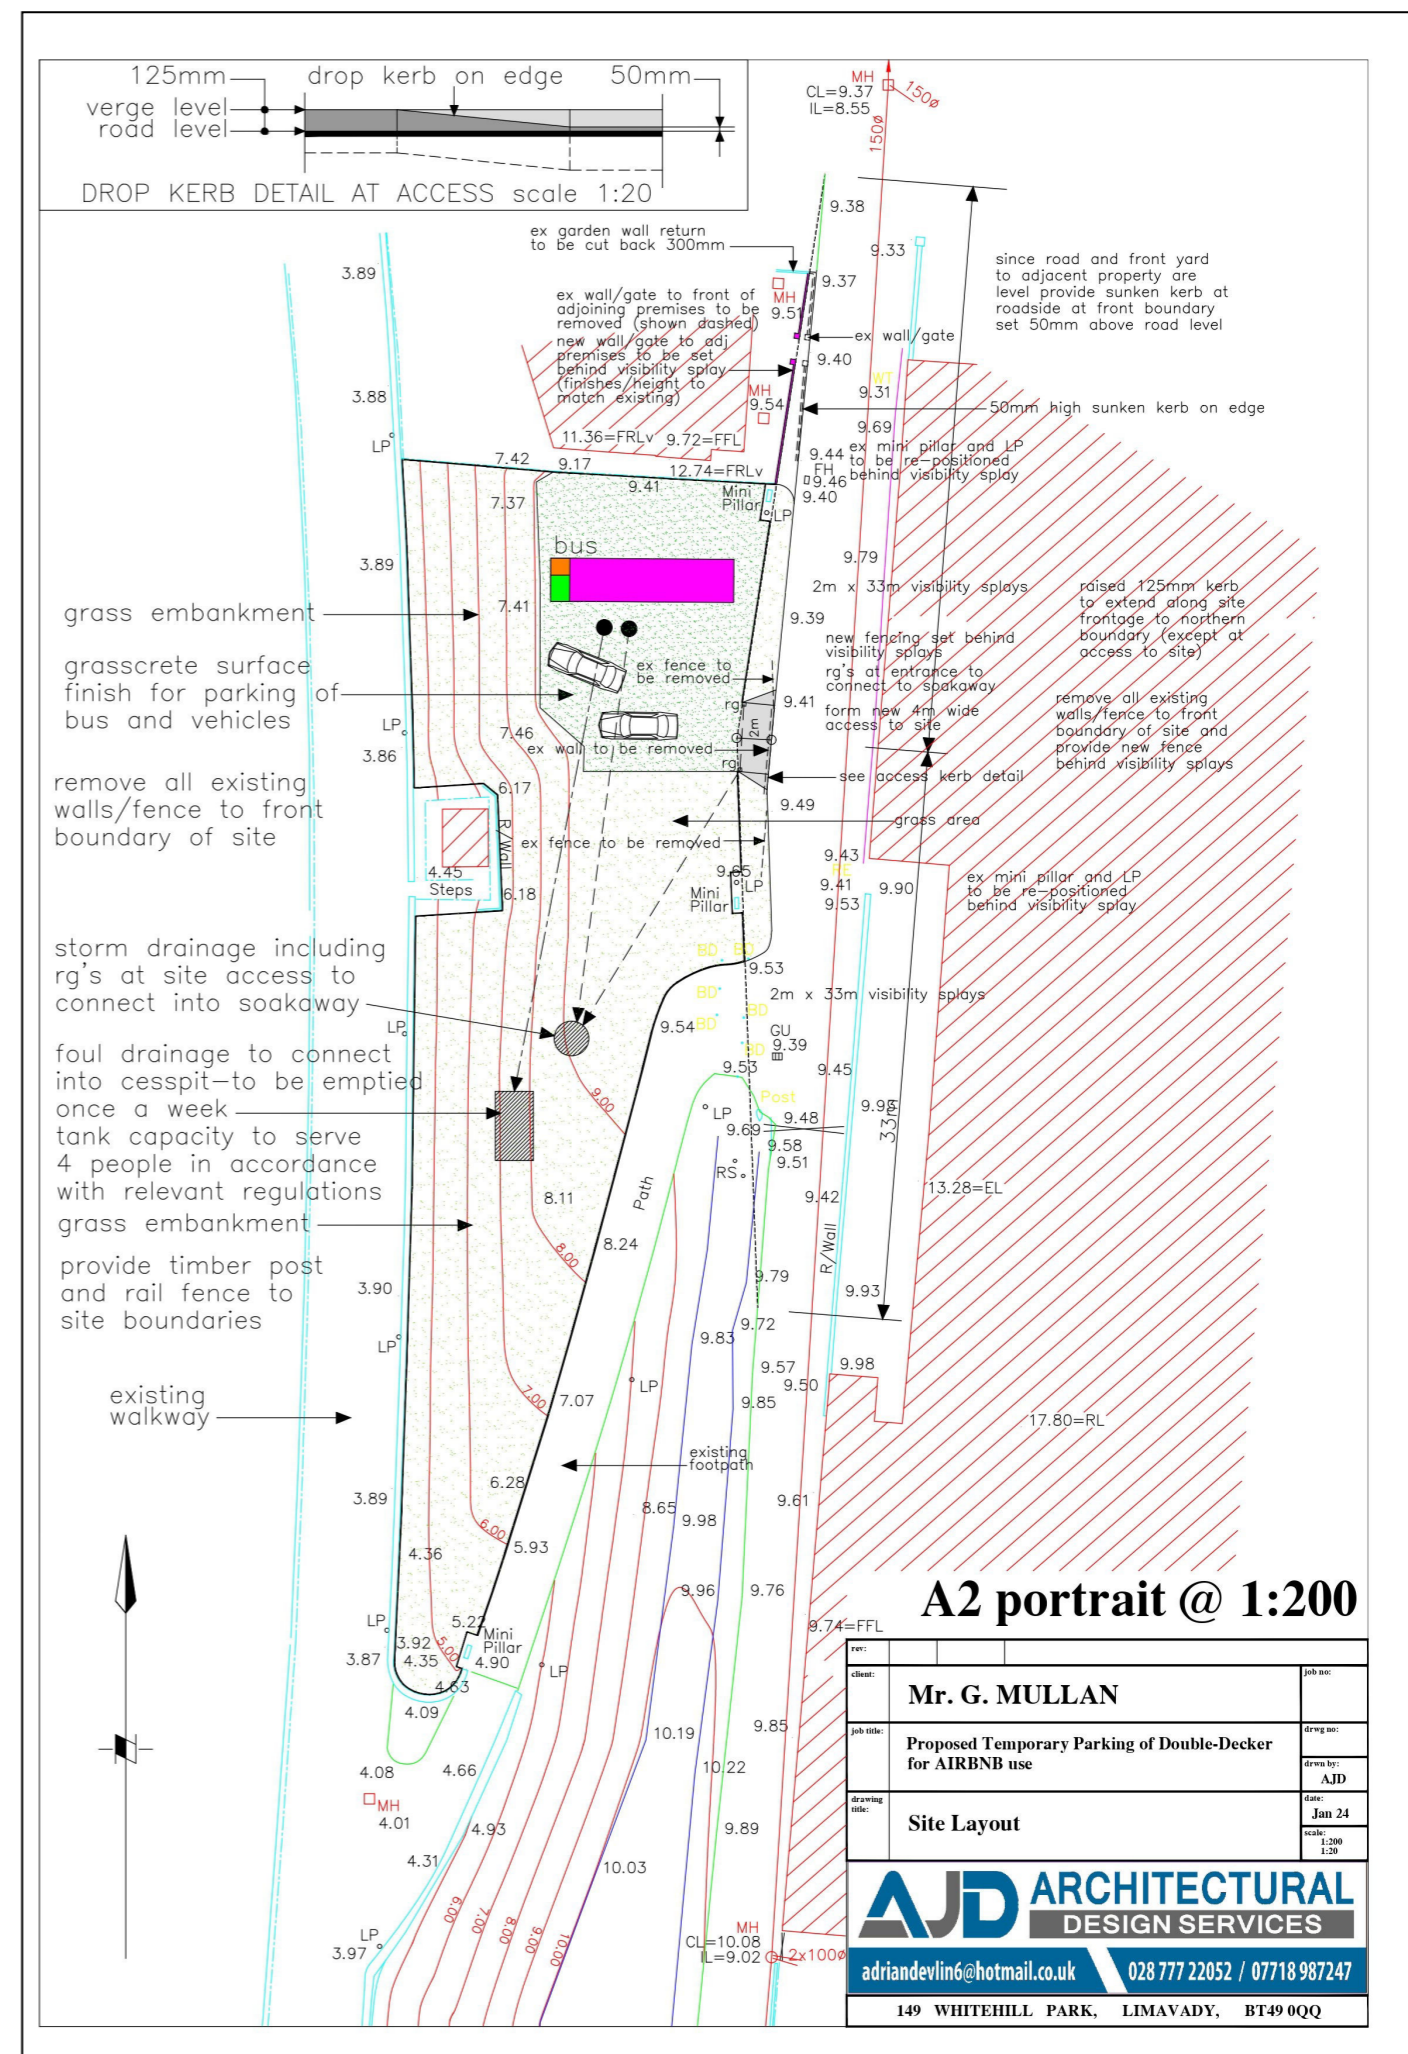 125mm
drop kerb on edge
50mm
verge level
road level
DROP KERB DETAIL AT ACCESS scale 1:20
MH
CL=9.37
IL=8.55
150ø
150ø
9.38
ex garden wall return
to be cut back 300mm
3.89
9.33
since road and front yard
to adjacent property are
level provide sunken kerb at
roadside at front boundary
set 50mm above road level
9.37
MH
9.51
ex wall/gate to front of
adjoining premises to be
removed (shown dashed)
new wall/gate to adj
premises to be set
behind visibility splay
(finishes/height to
match existing)
ex wall/gate
9.40
WT
9.31
3.88
MH
9.54
50mm high sunken kerb on edge
9.69
LP
11.36=FRLv
9.72=FFL
9.44
ex mini pillar and LP
to be re-positioned
behind visibility splay
7.42
9.17
12.74=FRLv
FH
9.46
9.41
9.40
Mini
Pillar
LP
7.37
bus
9.79
3.89
2m x 33m visibility splays
raised 125mm kerb
to extend along site
frontage to northern
boundary (except at
access to site)
grass embankment
7.41
9.39
new fencing set behind
visibility splays
rg's at entrance to
connect to soakaway
form new 4m wide
access to site
grasscrete surface
finish for parking of
bus and vehicles
ex fence to
be removed
rg
9.41
remove all existing
walls/fence to front
boundary of site and
provide new fence
behind visibility splays
LP
3.86
7.46
2m
ex wall to be removed
rg
see access kerb detail
remove all existing
walls/fence to front
boundary of site
6.17
9.49
R/Wall
grass area
ex fence to be removed
9.43
RE
4.45
Steps
9.65
LP
9.41
9.90
9.53
ex mini pillar and LP
to be re-positioned
behind visibility splay
6.18
Mini
Pillar
storm drainage including
rg's at site access to
connect into soakaway
BD
BD
9.53
BD
2m x 33m visibility splays
BD
BD
LP
9.54
GU
9.39
BD
9.53
foul drainage to connect
into cesspit-to be emptied
once a week
tank capacity to serve
4 people in accordance
with relevant regulations
9.45
9.00
Post
LP
9.48
9.95
33m
9.69
9.58
9.51
RS
13.28=EL
8.11
Path
9.42
grass embankment
8.24
8.00
R/Wall
provide timber post
and rail fence to
site boundaries
3.90
9.79
9.93
9.72
9.83
LP
9.57
9.98
9.50
LP
existing
walkway
7.00
7.07
9.85
17.80=RL
existing
footpath
6.28
3.89
8.65
9.98
9.61
6.00
5.93
4.36
9.96
9.76
A2 portrait @ 1:200
9.74=FFL
LP
5.22
Mini
Pillar
3.92
5.00
3.87
4.35
4.90
LP
4.63
4.09
10.19
9.85
10.22
4.08
4.66
MH
4.01
4.93
9.89
4.31
10.03
6.00
7.00
8.00
9.00
10.00
LP
3.97
MH
CL=10.08
IL=9.02
2x100ø
rev:
client:
Mr. G. MULLAN
job no:
job title:
Proposed Temporary Parking of Double-Decker
for AIRBNB use
drwg no:
drwn by:
AJD
drawing
title:
Site Layout
date:
Jan 24
scale:
1:200
1:20
AJD ARCHITECTURAL
DESIGN SERVICES
adriandevlin6@hotmail.co.uk
028 777 22052 / 07718 987247
149 WHITEHILL PARK, LIMAVADY, BT49 0QQ